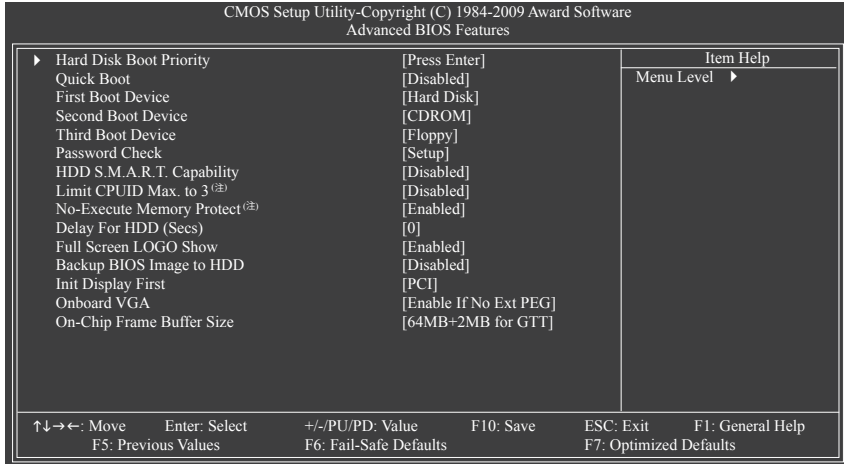 CMOS Setup Utility-Copyright (C) 1984-2009 Award Software
Advanced BIOS Features
Hard Disk Boot Priority [Press Enter]
Quick Boot [Disabled]
First Boot Device [Hard Disk]
Second Boot Device [CDROM]
Third Boot Device [Floppy]
Password Check [Setup]
HDD S.M.A.R.T. Capability [Disabled]
Limit CPUID Max. to 3 (注) [Disabled]
No-Execute Memory Protect (注) [Enabled]
Delay For HDD (Secs) [0]
Full Screen LOGO Show [Enabled]
Backup BIOS Image to HDD [Disabled]
Init Display First [PCI]
Onboard VGA [Enable If No Ext PEG]
On-Chip Frame Buffer Size [64MB+2MB for GTT]
Item Help
Menu Level
↑↓→←: Move Enter: Select +/-/PU/PD: Value F10: Save ESC: Exit F1: General Help
F5: Previous Values F6: Fail-Safe Defaults F7: Optimized Defaults